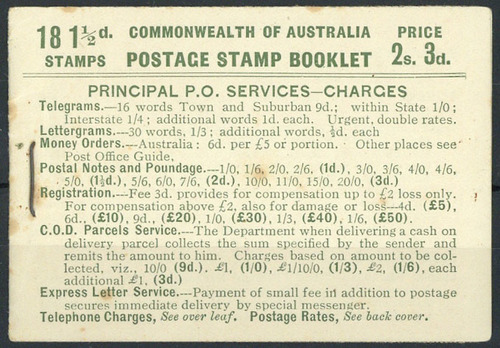 18 1½d. COMMONWEALTH OF AUSTRALIA PRICE
STAMPS POSTAGE STAMP BOOKLET 2s. 3d.
PRINCIPAL P.O. SERVICES—CHARGES
Telegrams.—16 words Town and Suburban 9d.; within State 1/0;
Interstate 1/4; additional words 1d. each. Urgent, double rates.
Lettergrams.—30 words, 1/3; additional words, ½d. each
Money Orders.—Australia: 6d. per £5 or portion. Other places see
Post Office Guide,
Postal Notes and Poundage.—1/0, 1/6, 2/0, 2/6, (1d.), 3/0, 3/6, 4/0, 4/6,
5/0, (1½d.), 5/6, 6/0, 7/6, (2d.), 10/0, 11/0, 15/0, 20/0, (3d.)
Registration.—Fee 3d. provides for compensation up to £2 loss only.
For compensation above £2, also for damage or loss—4d. (£5),
6d., (£10), 9d., (£20), 1/0, (£30), 1/3, (£40), 1/6, (£50).
C.O.D. Parcels Service.—The Department when delivering a cash on
delivery parcel collects the sum specified by the sender and
remits the amount to him. Charges based on amount to be col-
lected, viz., 10/0 (9d.). £1, (1/0), £1/10/0, (1/3), £2, (1/6), each
additional £1, (3d.)
Express Letter Service.—Payment of small fee in addition to postage
secures immediate delivery by special messenger.
Telephone Charges, See over leaf. Postage Rates, See back cover.